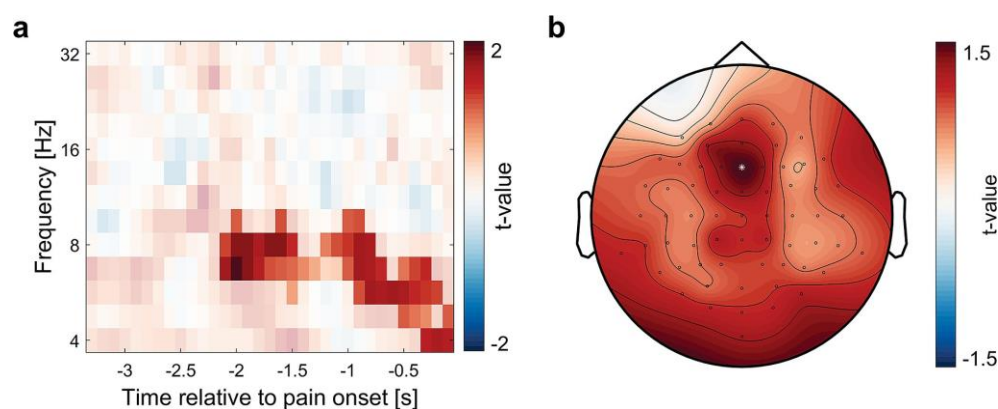 a
Frequency [Hz]
32
16
8
4
-3
-2.5
-2
-1.5
-1
-0.5
Time relative to pain onset [s]
2
t-value
-2
b
1.5
t-value
-1.5